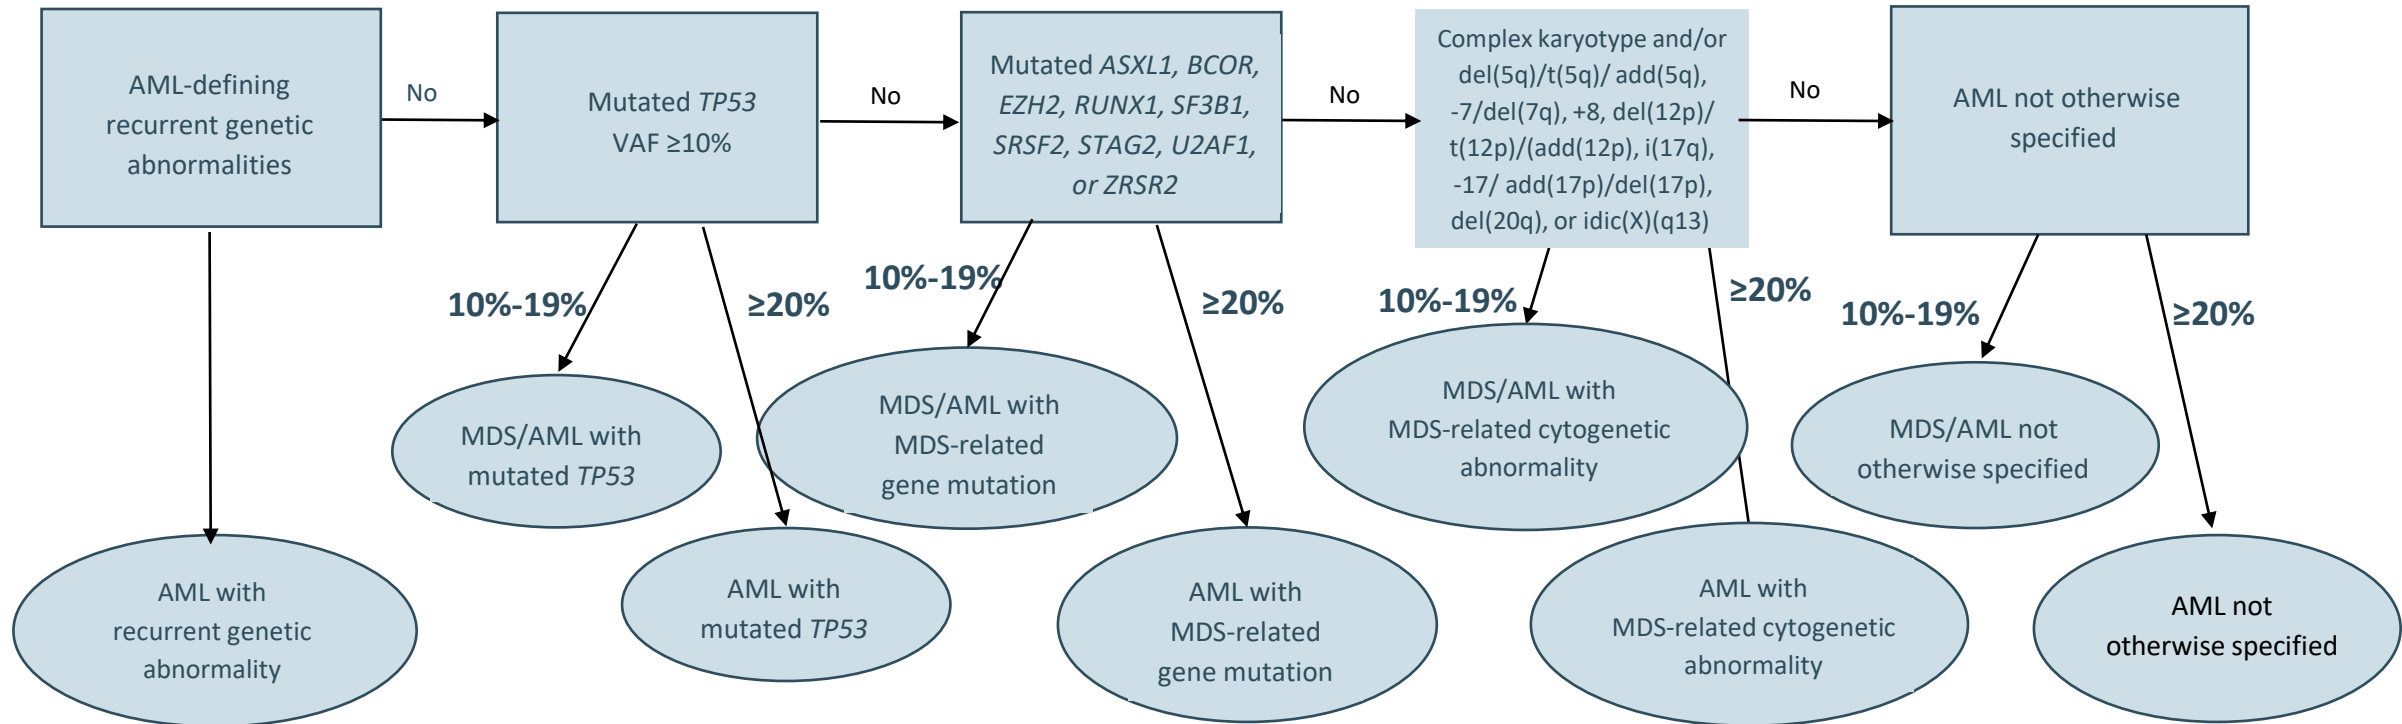 AML-defining
recurrent genetic
abnormalities
No
Mutated TP53
VAF ≥10%
No
Mutated ASXL1, BCOR,
EZH2, RUNX1, SF3B1,
SRSF2, STAG2, U2AF1,
or ZRSR2
No
Complex karyotype and/or
del(5q)/t(5q)/ add(5q),
-7/del(7q), +8, del(12p)/
t(12p)/(add(12p), i(17q),
-17/ add(17p)/del(17p),
del(20q), or idic(X)(q13)
No
AML not otherwise
specified
10%-19%
≥20%
10%-19%
≥20%
10%-19%
≥20%
10%-19%
≥20%
MDS/AML with
mutated TP53
MDS/AML with
MDS-related
gene mutation
MDS/AML with
MDS-related cytogenetic
abnormality
MDS/AML not
otherwise specified
AML with
recurrent genetic
abnormality
AML with
mutated TP53
AML with
MDS-related
gene mutation
AML with
MDS-related cytogenetic
abnormality
AML not
otherwise specified